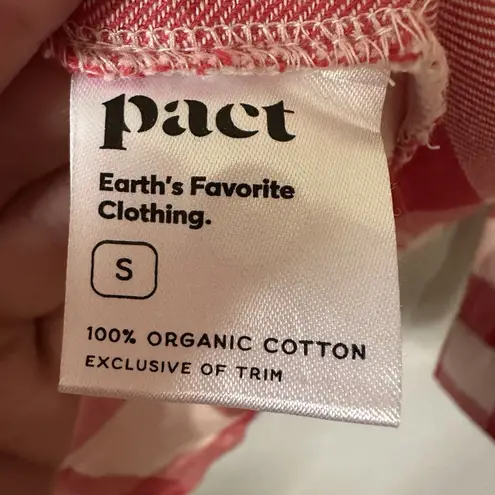 pact
Earth's Favorite
Clothing.
S
100% ORGANIC COTTON
EXCLUSIVE OF TRIM